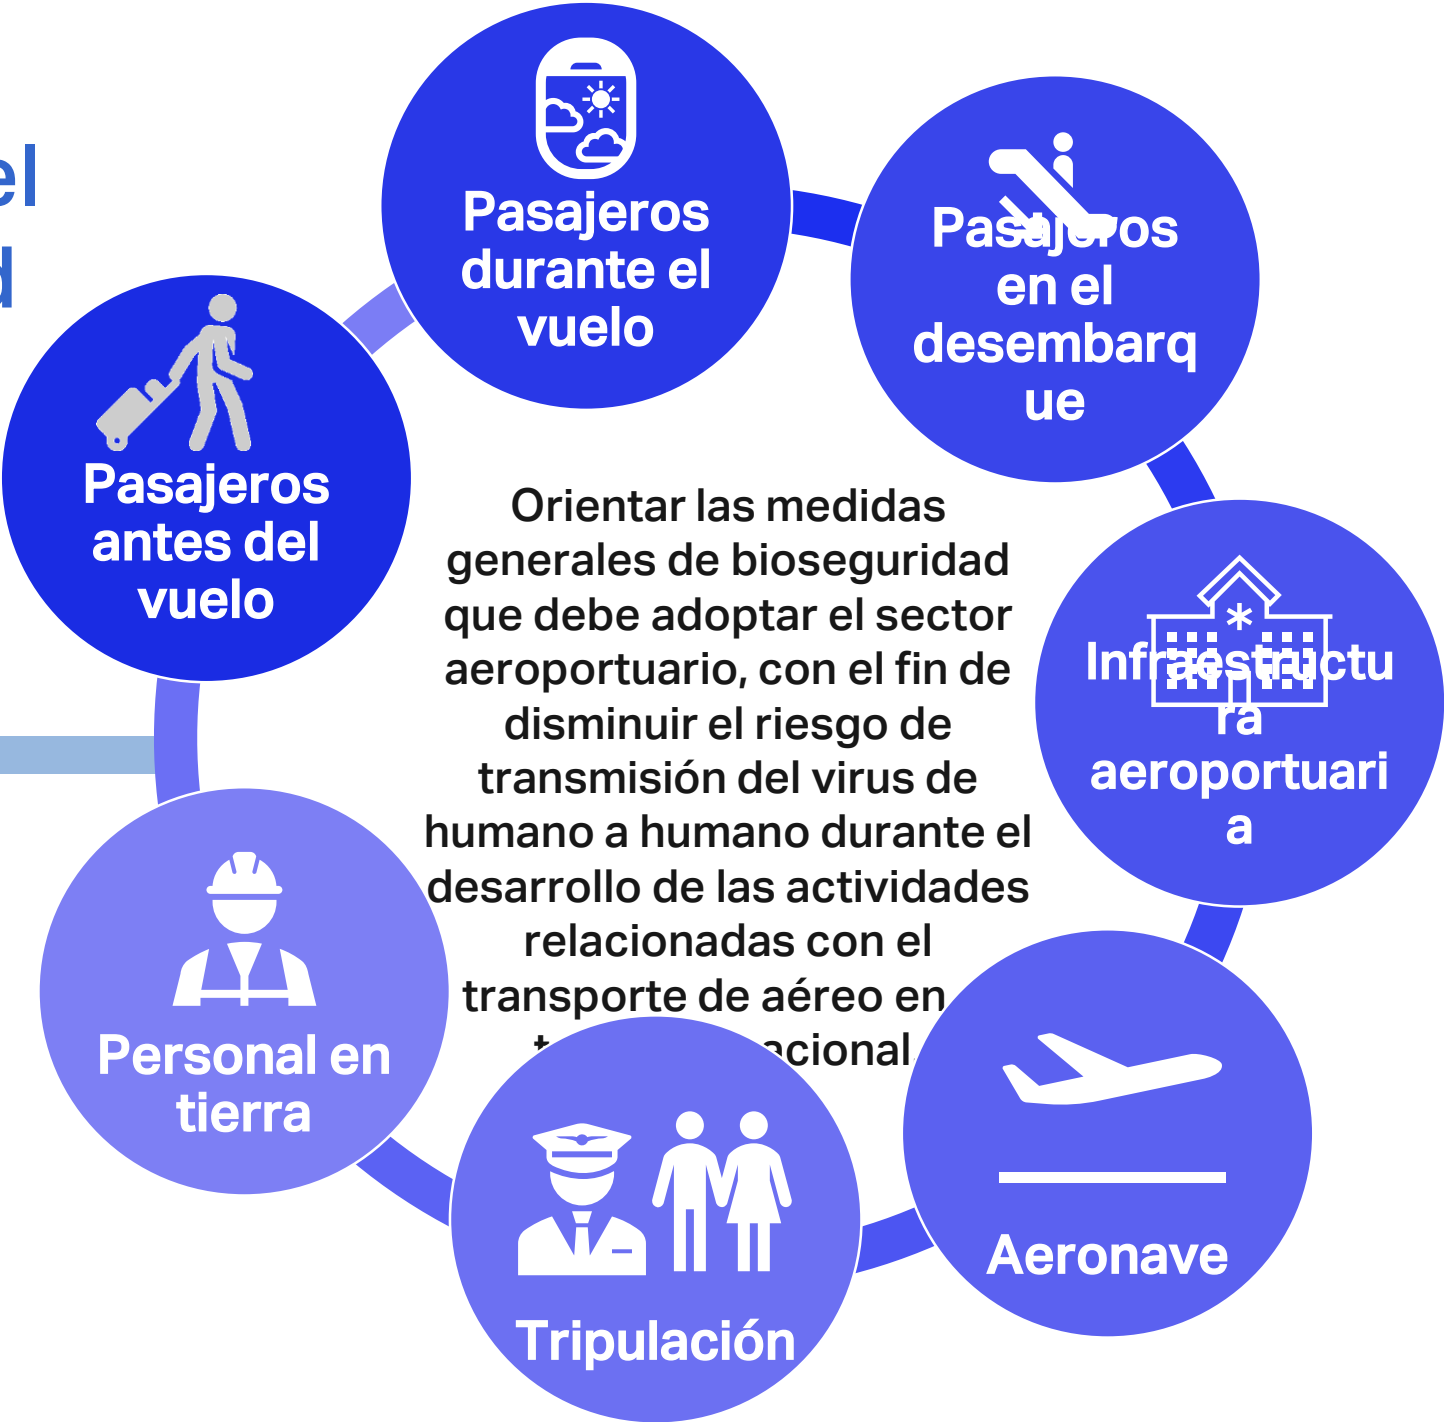 el
d
Pasajeros
durante el
vuelo
Pasajeros
en el
desembarq
ue
Pasajeros
antes del
vuelo
Orientar las medidas
generales de bioseguridad
que debe adoptar el sector
aeroportuario, con el fin de
disminuir el riesgo de
transmisión del virus de
humano a humano durante el
desarrollo de las actividades
relacionadas con el
transporte de aéreo en
acional.
Infraestructu
ra
aeroportuari
a
Personal en
tierra
Aeronave
Tripulación